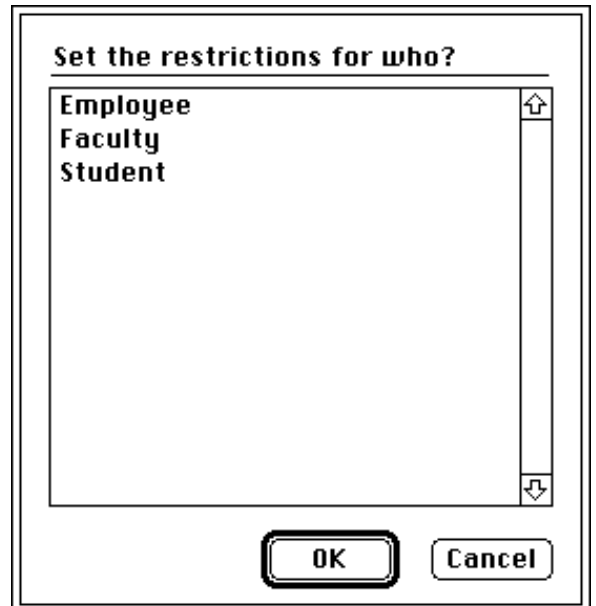 Set the restrictions for who?
Employee
Faculty
Student
OK
Cancel